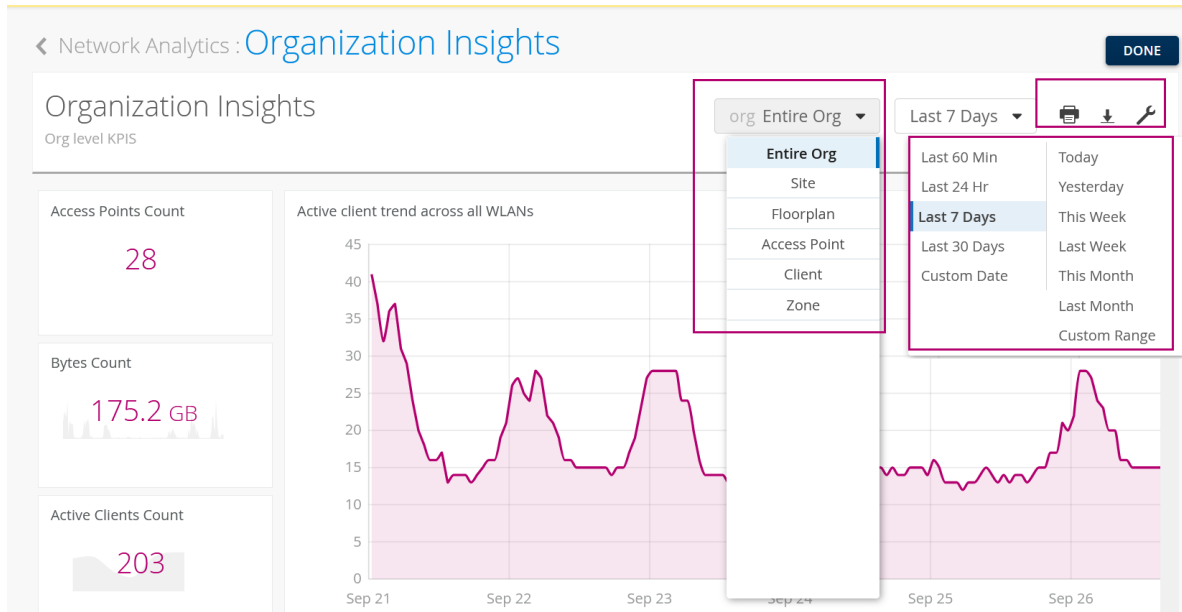 Network Analytics : Organization Insights
DONE
Organization Insights
Org level KPIS
org Entire Org
Last 7 Days
Entire Org
Site
Floorplan
Access Point
Client
Zone
Last 60 Min
Last 24 Hr
Last 7 Days
Last 30 Days
Custom Date
Today
Yesterday
This Week
Last Week
This Month
Last Month
Custom Range
Access Points Count
28
Bytes Count
175.2 GB
Active Clients Count
203
Active client trend across all WLANs
45
40
35
30
25
20
15
10
5
0
Sep 21 Sep 22 Sep 23 Sep 24 Sep 25 Sep 26